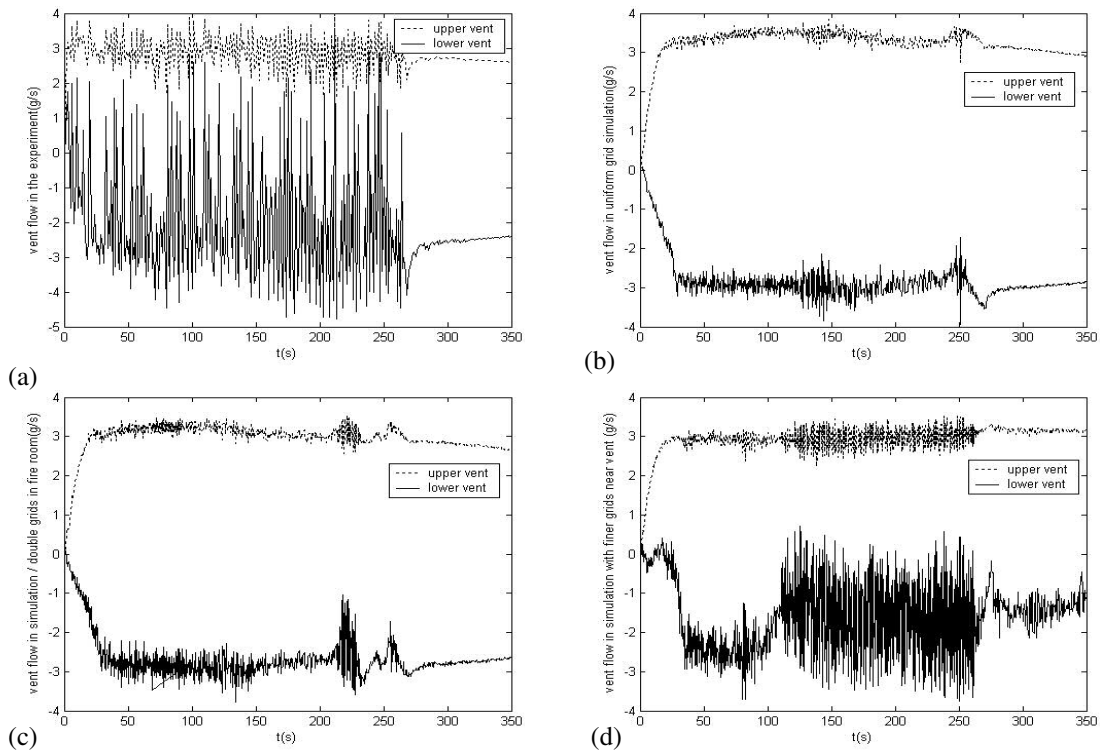 vent flow in the experiment(g/s)
4
3
2
1
0
-1
-2
-3
-4
-5
upper vent
lower vent
0 50 100 150 200 250 300 350
t(s)
(a)
vent flow in uniform grid simulation(g/s)
4
3
2
1
0
-1
-2
-3
-4
upper vent
lower vent
0 50 100 150 200 250 300 350
t(s)
(b)
vent flow in simulation / double grids in fire room(g/s)
4
3
2
1
0
-1
-2
-3
-4
upper vent
lower vent
0 50 100 150 200 250 300 350
t(s)
(c)
vent flow in simulation with finer grids near vent (g/s)
4
3
2
1
0
-1
-2
-3
-4
upper vent
lower vent
0 50 100 150 200 250 300 350
t(s)
(d)